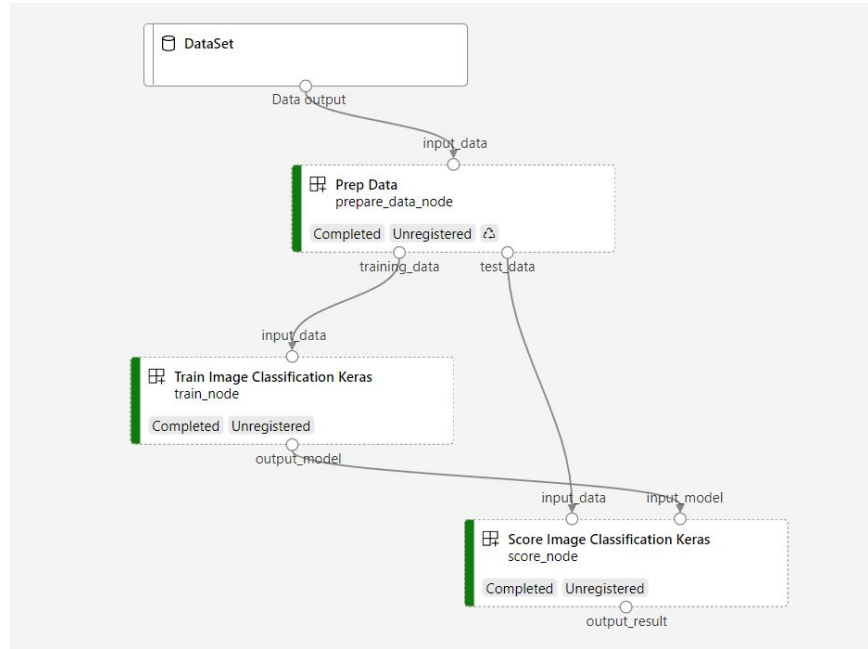 DataSet
Data output
input_data
Prep Data
prepare_data_node
Completed Unregistered
training_data test_data
input_data
Train Image Classification Keras
train_node
Completed Unregistered
output_model
input_data input_model
Score Image Classification Keras
score_node
Completed Unregistered
output_result